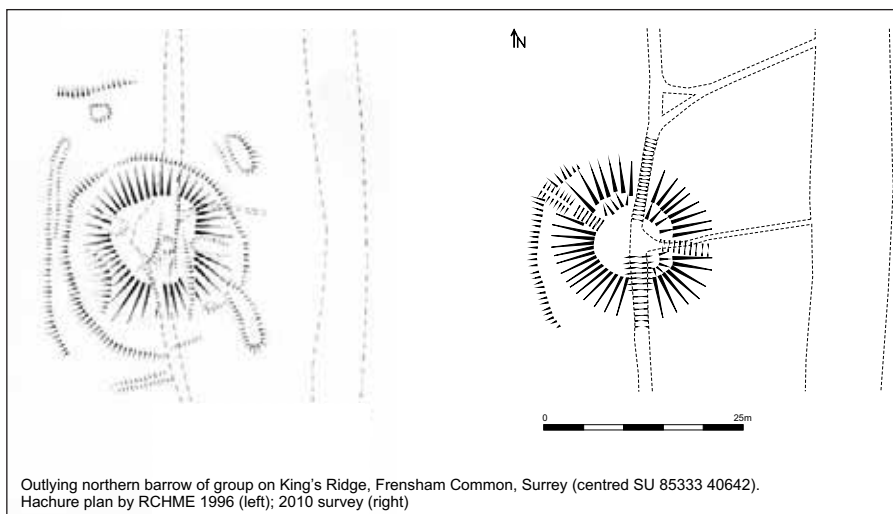 N
0 25m
Outlying northern barrow of group on King's Ridge, Frensham Common, Surrey (centred SU 85333 40642).
Hachure plan by RCHME 1996 (left); 2010 survey (right)